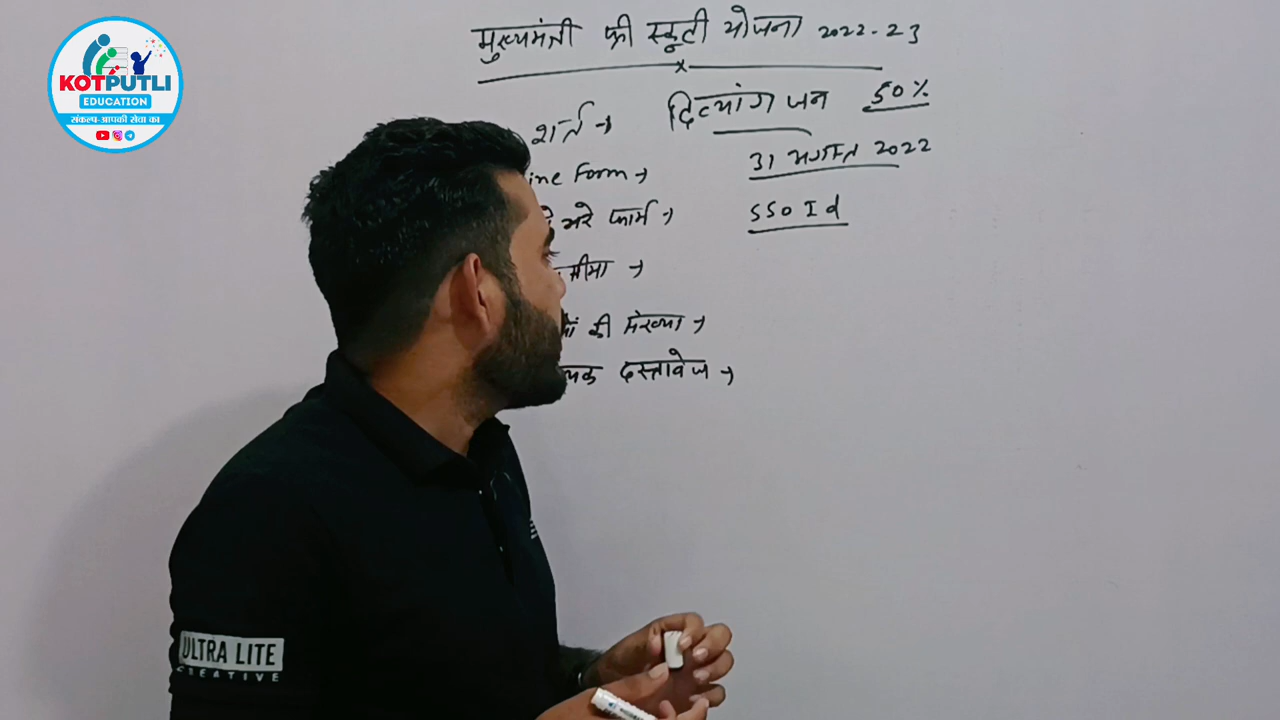 KOTPUTLI
EDUCATION
संकल्प-आपकी सेवा का
मुख्यमंत्री फ्री स्कूटी योजना 2022-23
शर्त → दिव्यांग जन 50%
ine Form → 31 अगस्त 2022
भरे फार्म → SSO Id
सीमा →
की संख्या →
दस्तावेज →
ULTRA LITE
CREATIVE